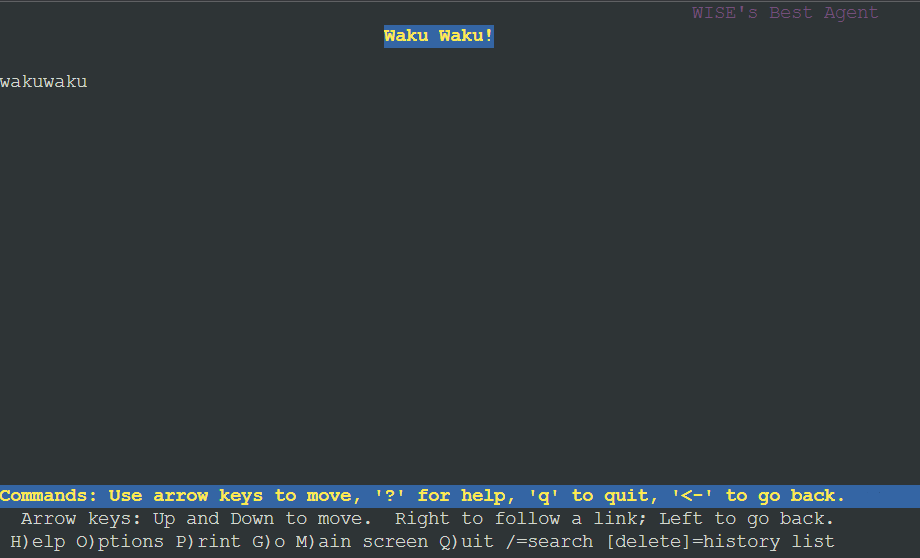 WISE's Best Agent
Waku Waku!
wakuwaku
Commands: Use arrow keys to move, '?' for help, 'q' to quit, '<-' to go back.
Arrow keys: Up and Down to move.  Right to follow a link; Left to go back.
H)elp O)ptions P)rint G)o M)ain screen Q)uit /=search [delete]=history list